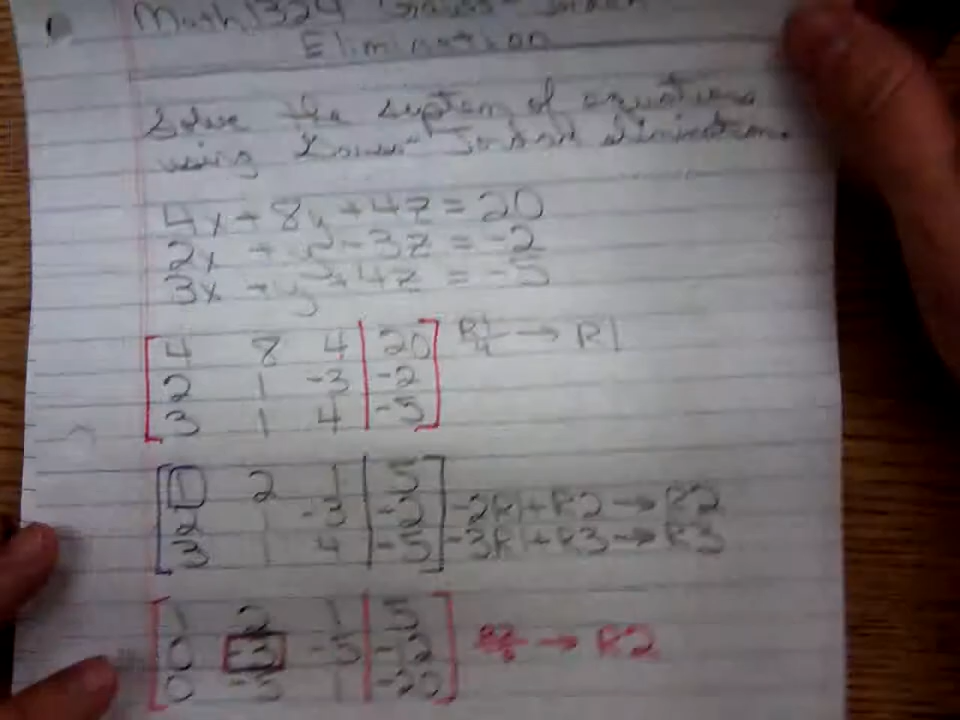 Math 1324 Gauss-Jordan
Elimination
Solve the system of equations
using Gauss-Jordan elimination.
4x + 8y + 4z = 20
2x + y - 3z = -2
3x + y + 4z = -5
4 8 4 20 R1/4 → R1
2 1 -3 -2
3 1 4 -5
1 2 1 5
2 1 -3 -2 -2R1+R2 → R2
3 1 4 -5 -3R1+R3 → R3
1 2 1 5
0 -3 -5 -12 → R2
0 -5 1 -20